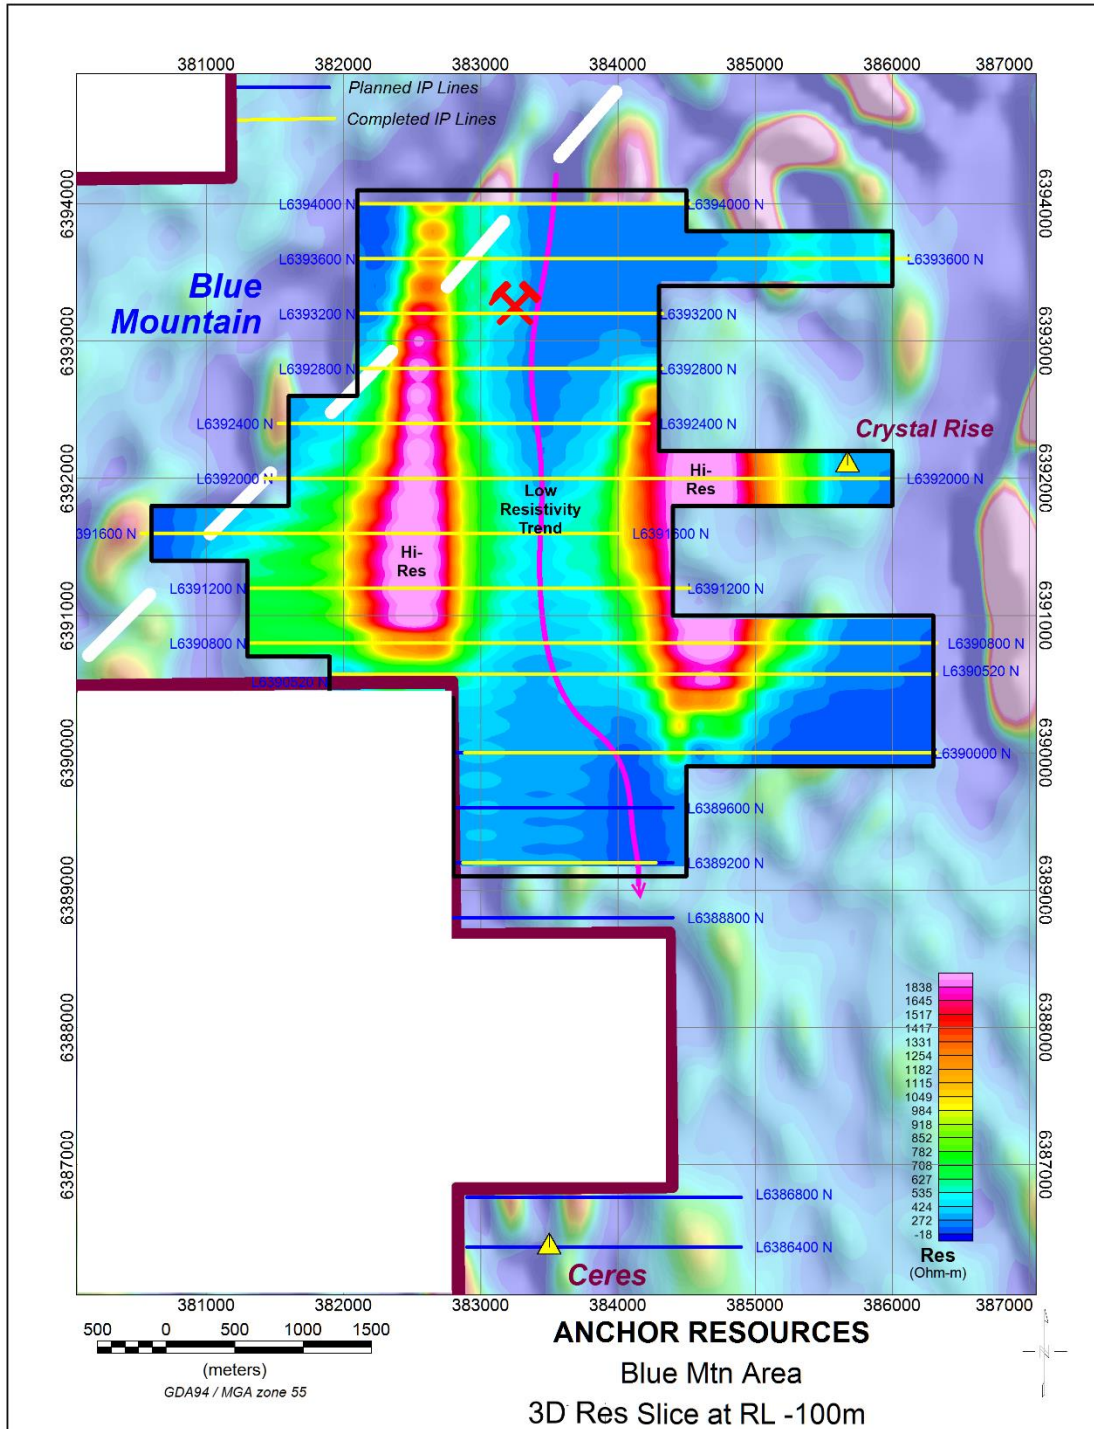 381000 382000 383000 384000 385000 386000 387000
Planned IP Lines
Completed IP Lines
6394000
6394000
L6394000 N
L6394000 N
L6393600 N
L6393600 N
Blue
Mountain
L6393200 N
L6393200 N
6393000
6393000
L6392800 N
L6392800 N
L6392400 N
L6392400 N
Crystal Rise
6392000
6392000
L6392000 N
L6392000 N
Hi-
Res
Low
Resistivity
Trend
391600 N
L6391600 N
Hi-
Res
L6391200 N
L6391200 N
6391000
6391000
L6390800 N
L6390800 N
L6390520 N
L6390520 N
6390000
6390000
L6390000 N
L6389600 N
L6389200 N
6389000
6389000
L6388800 N
6388000
6388000
1838
1645
1517
1417
1331
1254
1182
1115
1049
984
918
852
782
708
627
535
424
272
-18
Res
(Ohm-m)
6387000
6387000
L6386800 N
L6386400 N
Ceres
381000 382000 383000 384000 385000 386000 387000
500 0 500 1000 1500
(meters)
GDA94 / MGA zone 55
ANCHOR RESOURCES
Blue Mtn Area
3D Res Slice at RL -100m
N